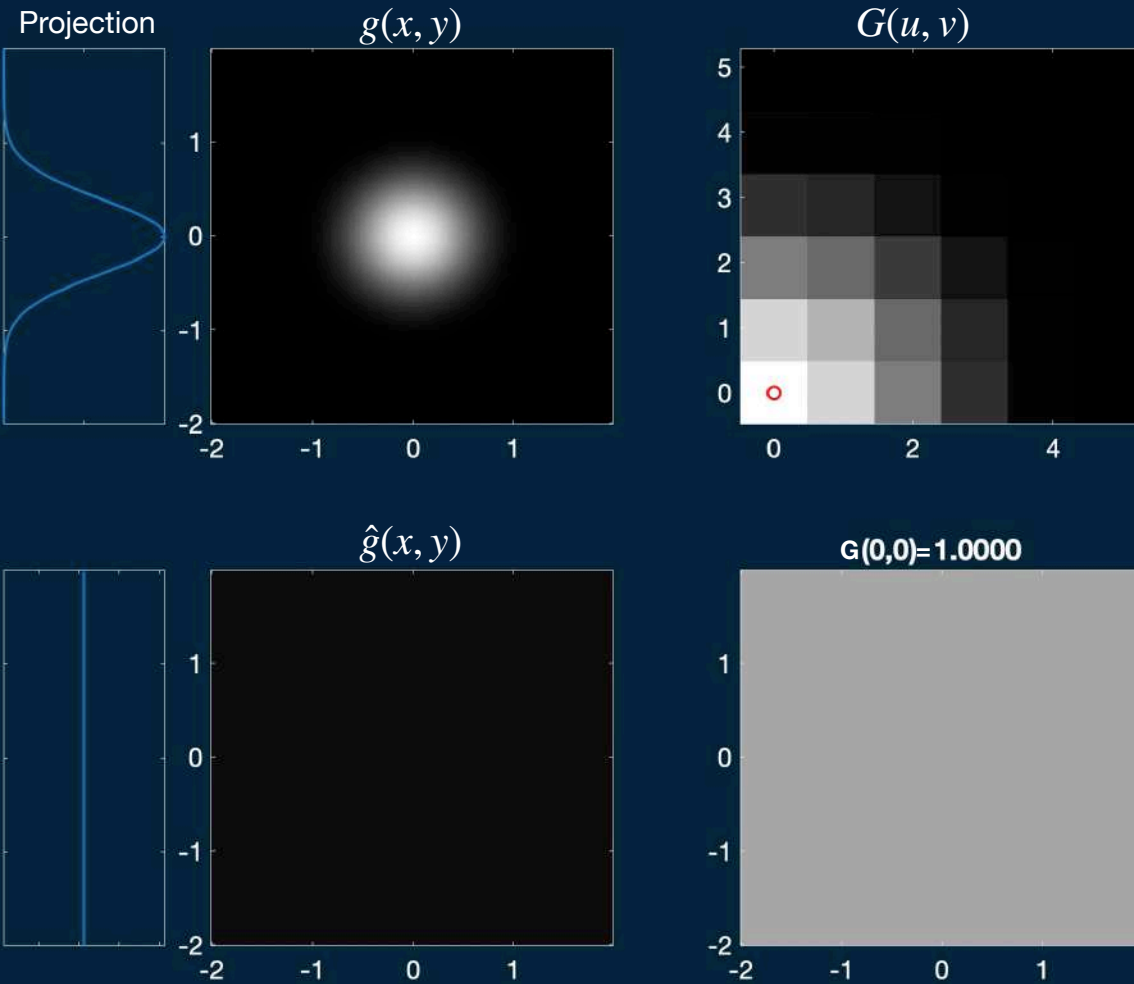 Projection
g(x, y)
G(u, v)
1
0
-1
-2
-2 -1 0 1
5
4
3
2
1
0
0 2 4
ĝ(x, y)
G(0,0)=1.0000
1
0
-1
-2
-2 -1 0 1
1
0
-1
-2
-2 -1 0 1